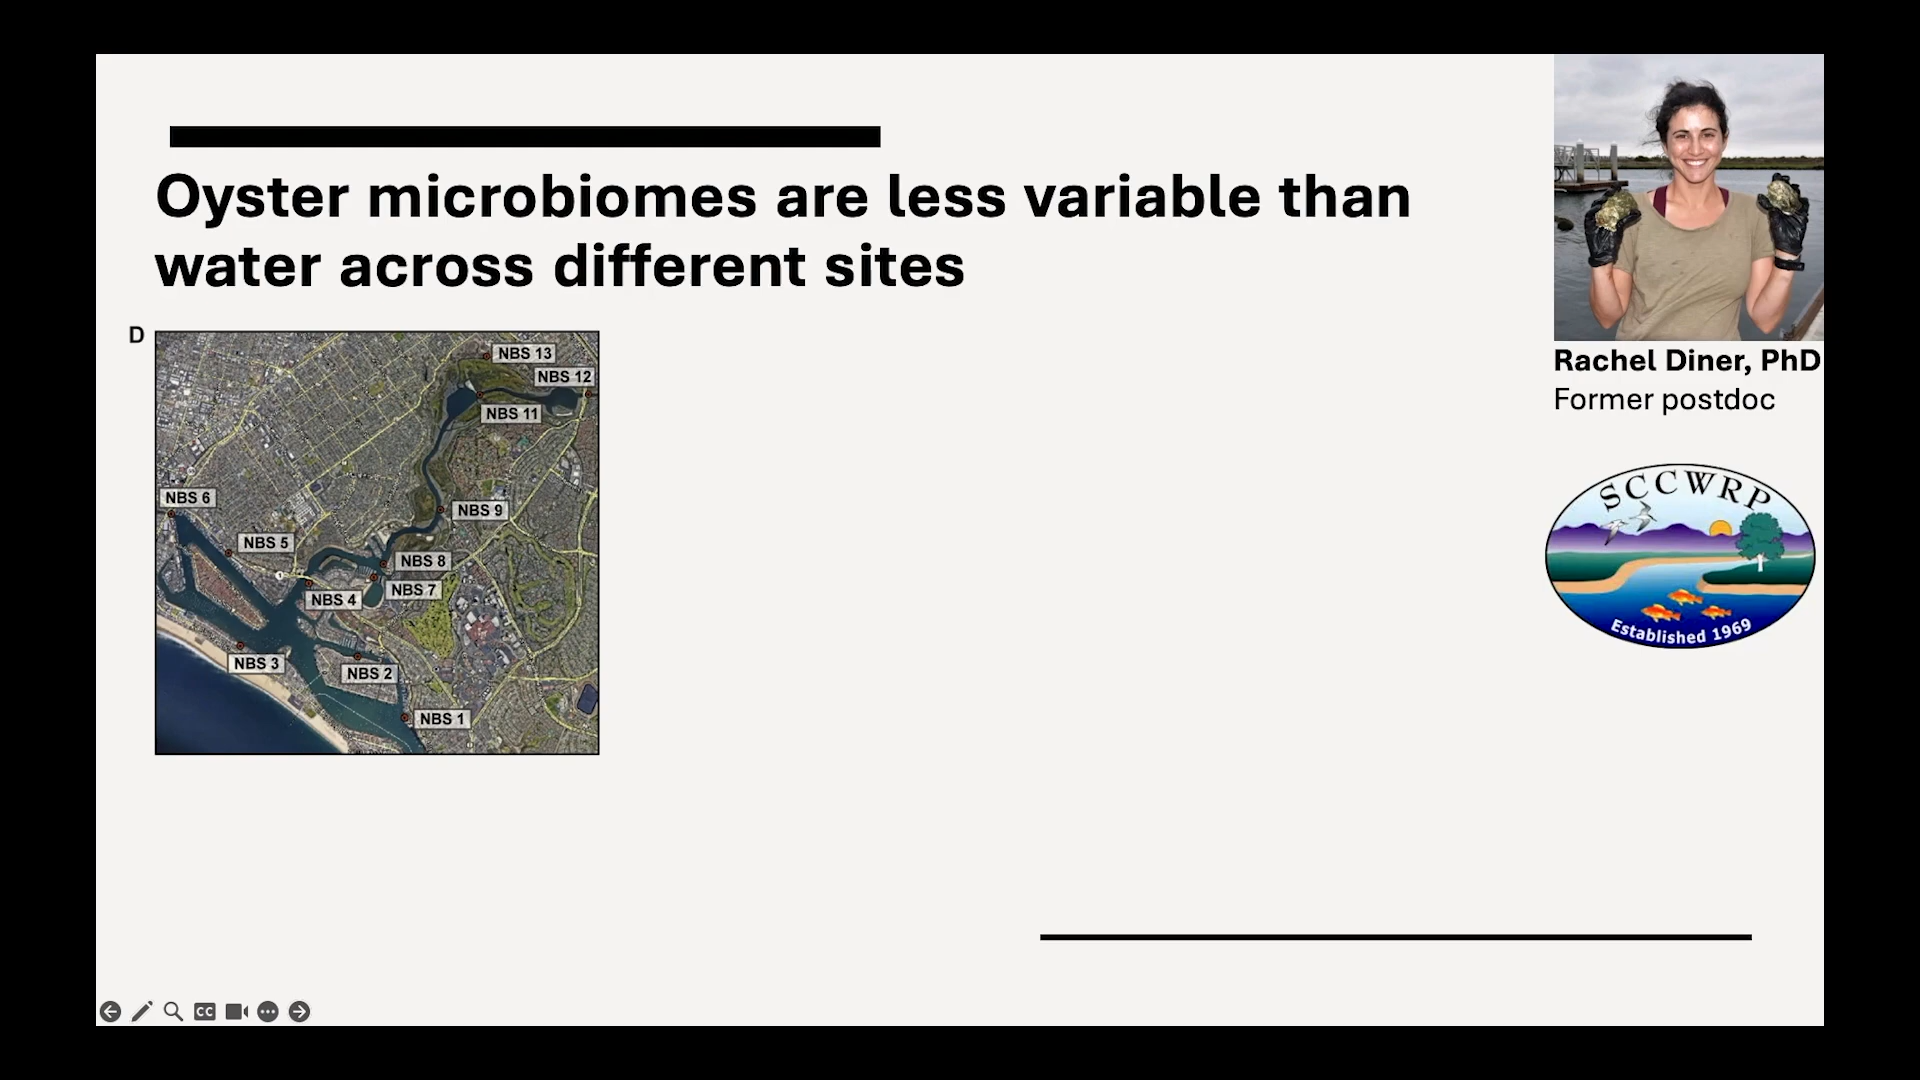 Oyster microbiomes are less variable than
water across different sites
D
NBS 13
NBS 12
NBS 11
NBS 6
NBS 9
NBS 5
NBS 8
NBS 7
NBS 4
NBS 3
NBS 2
NBS 1
Rachel Diner, PhD
Former postdoc
SCCWRP
Established 1969
CC